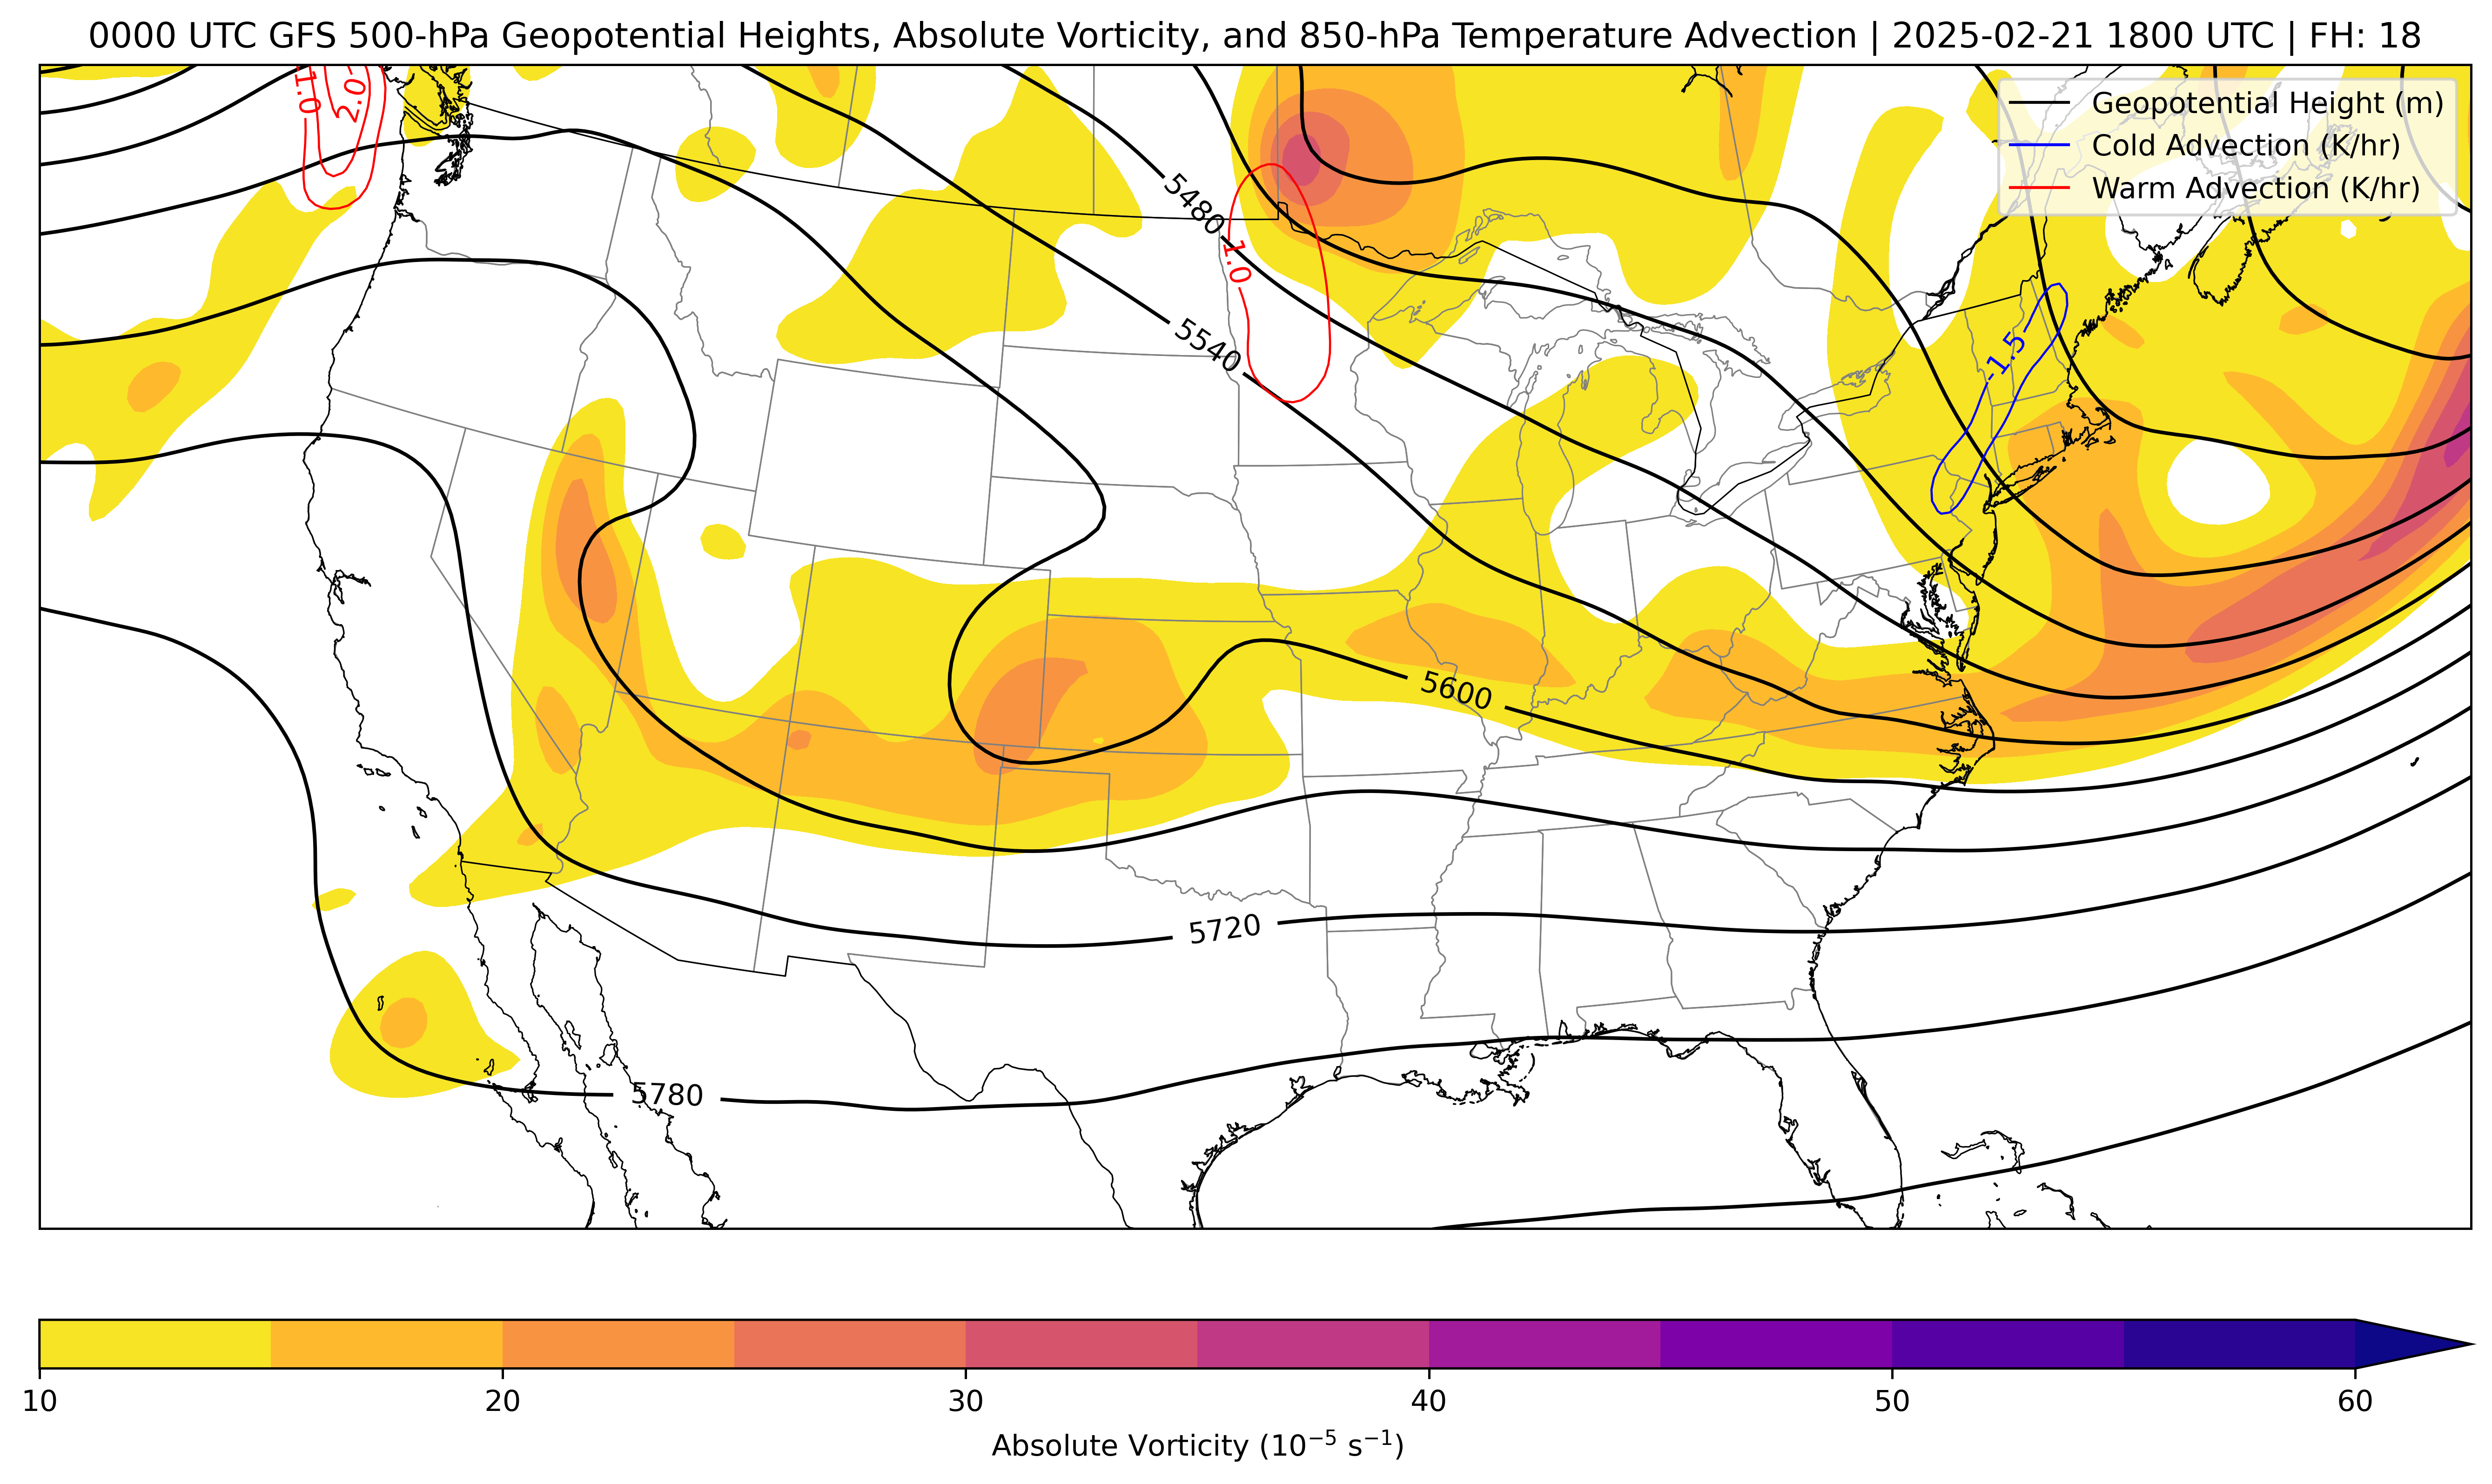 0000 UTC GFS 500-hPa Geopotential Heights, Absolute Vorticity, and 850-hPa Temperature Advection | 2025-02-21 1800 UTC | FH: 18
Geopotential Height (m)
Cold Advection (K/hr)
Warm Advection (K/hr)
1.0
2.0
5480
1.0
5540
-1.5
5600
5720
5780
10 20 30 40 50 60
Absolute Vorticity (10⁻⁵ s⁻¹)